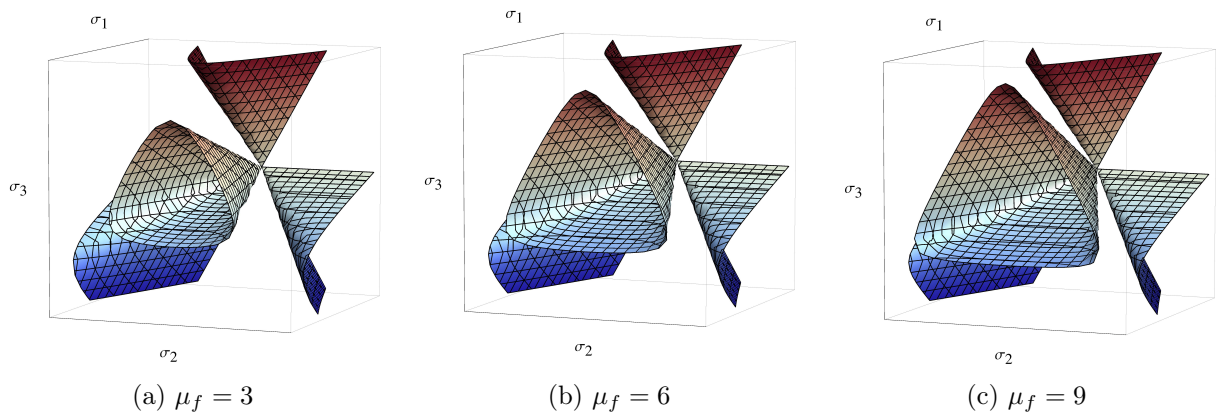 σ1
σ3
σ2
(a) μf = 3
σ1
σ3
σ2
(b) μf = 6
σ1
σ3
σ2
(c) μf = 9